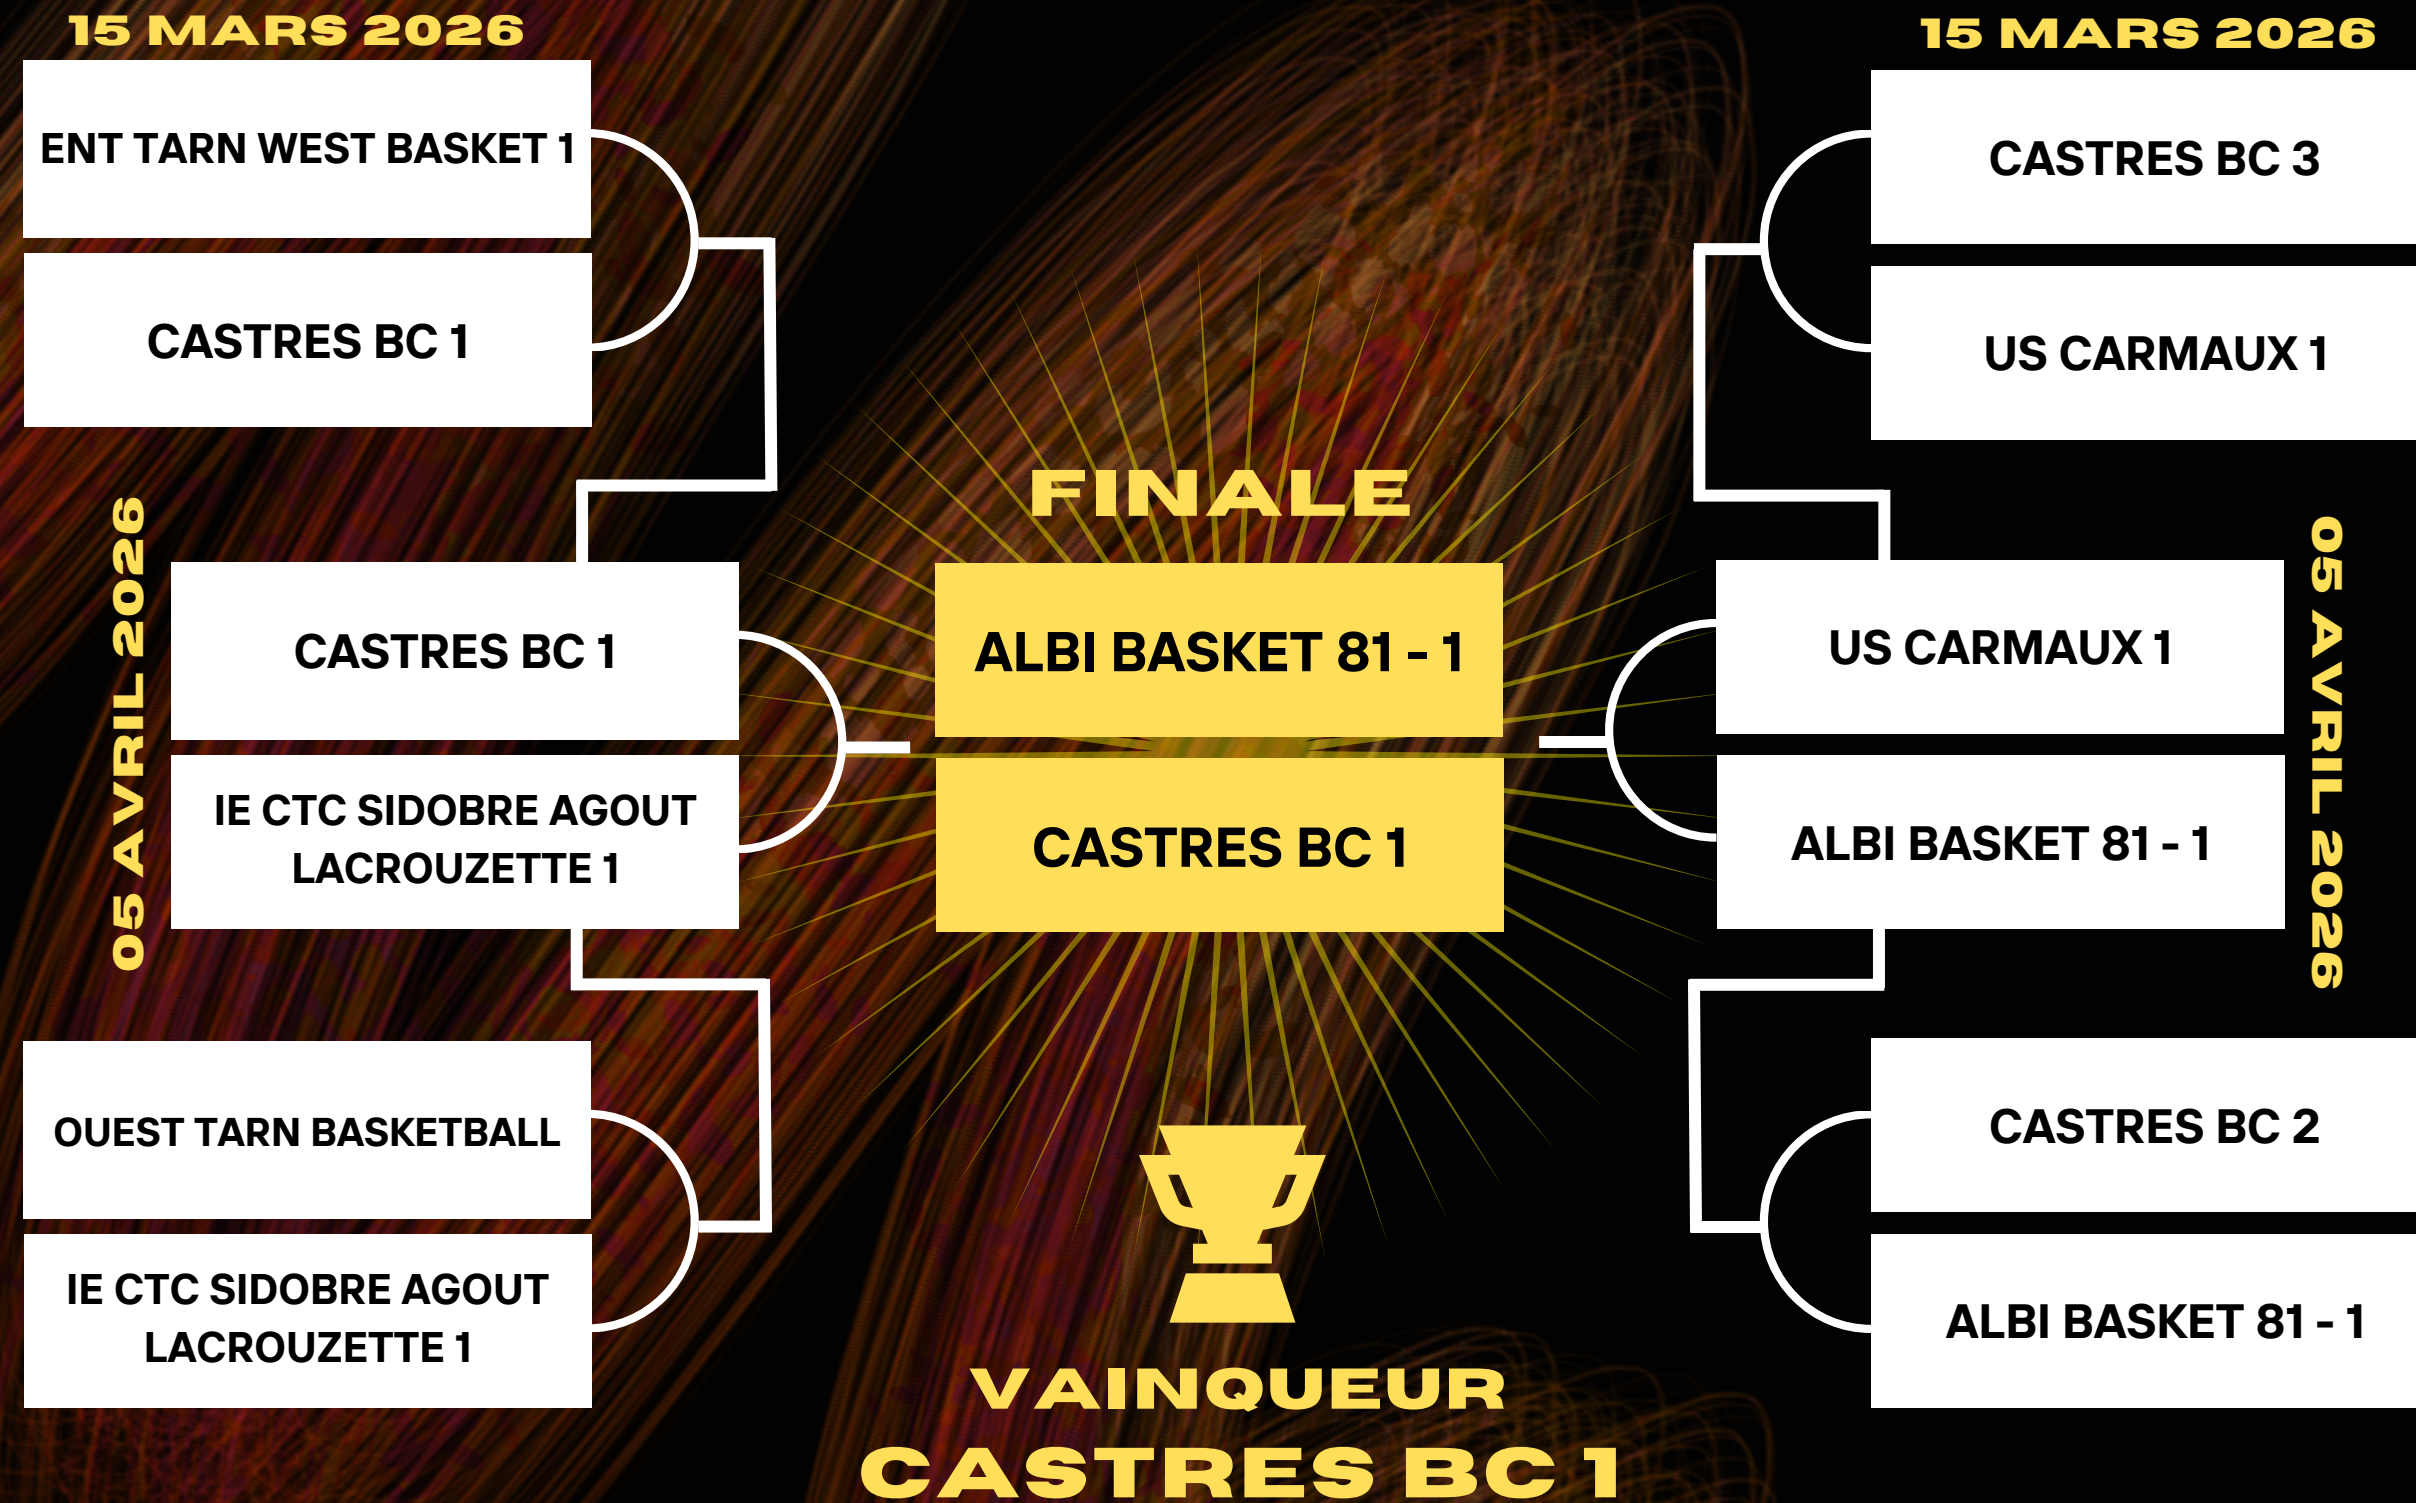 15 MARS 2026
15 MARS 2026
ENT TARN WEST BASKET 1
CASTRES BC 1
CASTRES BC 3
US CARMAUX 1
05 AVRIL 2026
CASTRES BC 1
IE CTC SIDOBRE AGOUT
LACROUZETTE 1
FINALE
ALBI BASKET 81 - 1
CASTRES BC 1
US CARMAUX 1
ALBI BASKET 81 - 1
05 AVRIL 2026
OUEST TARN BASKETBALL
IE CTC SIDOBRE AGOUT
LACROUZETTE 1
CASTRES BC 2
ALBI BASKET 81 - 1
VAINQUEUR
CASTRES BC 1